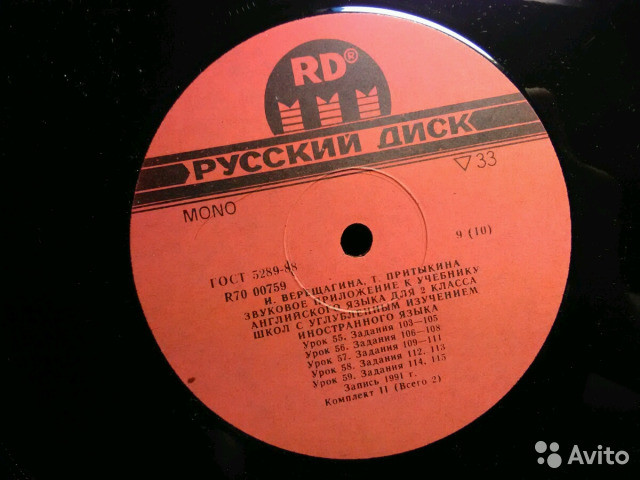 RD®
РУССКИЙ ДИСК
▽ 33
MONO
9 (10)
ГОСТ 5289-88
R70 00759
И. ВЕРЕЩАГИНА, Т. ПРИТЫКИНА
ЗВУКОВОЕ ПРИЛОЖЕНИЕ К УЧЕБНИКУ
АНГЛИЙСКОГО ЯЗЫКА ДЛЯ 2 КЛАССА
ШКОЛ С УГЛУБЛЕННЫМ ИЗУЧЕНИЕМ
ИНОСТРАННОГО ЯЗЫКА
Урок 55. Задания 103—105
Урок 56. Задания 106—108
Урок 57. Задания 109—111
Урок 58. Задания 112, 113
Урок 59. Задания 114, 115
Запись 1991 г.
Комплект II (Всего 2)
Avito